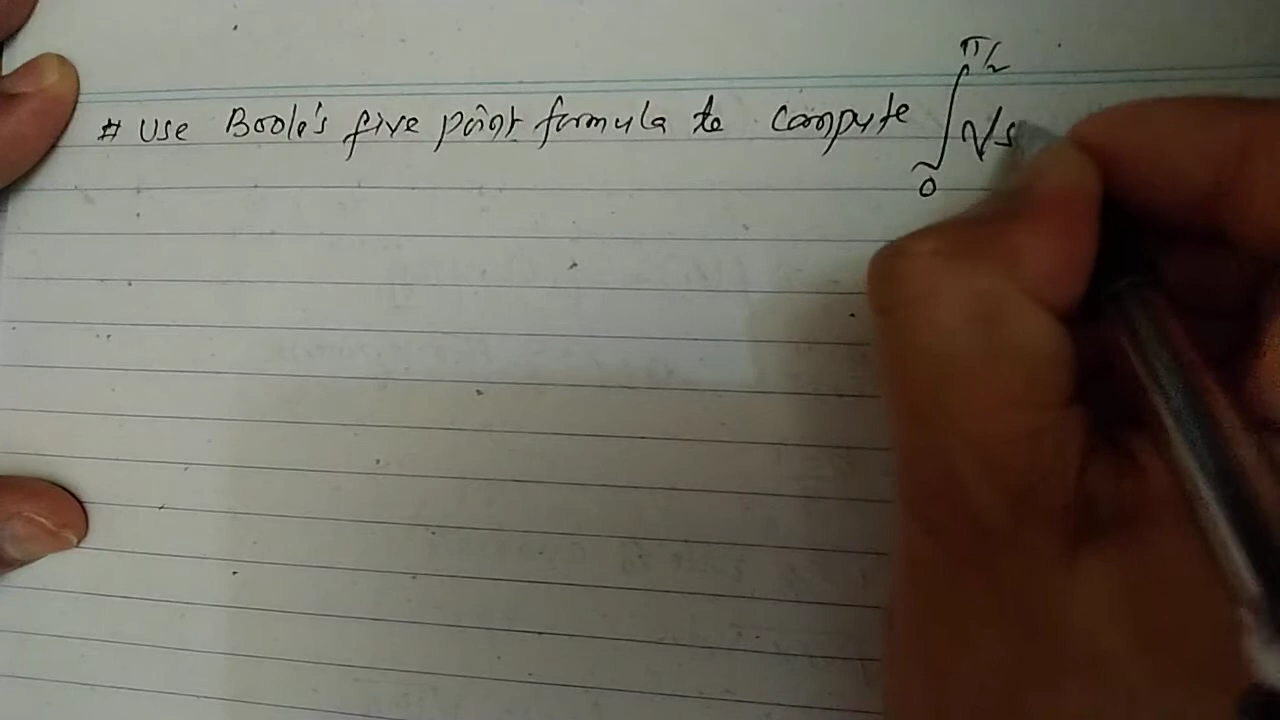 # Use Boole's five point formula to compute ∫₀^π/2 √s